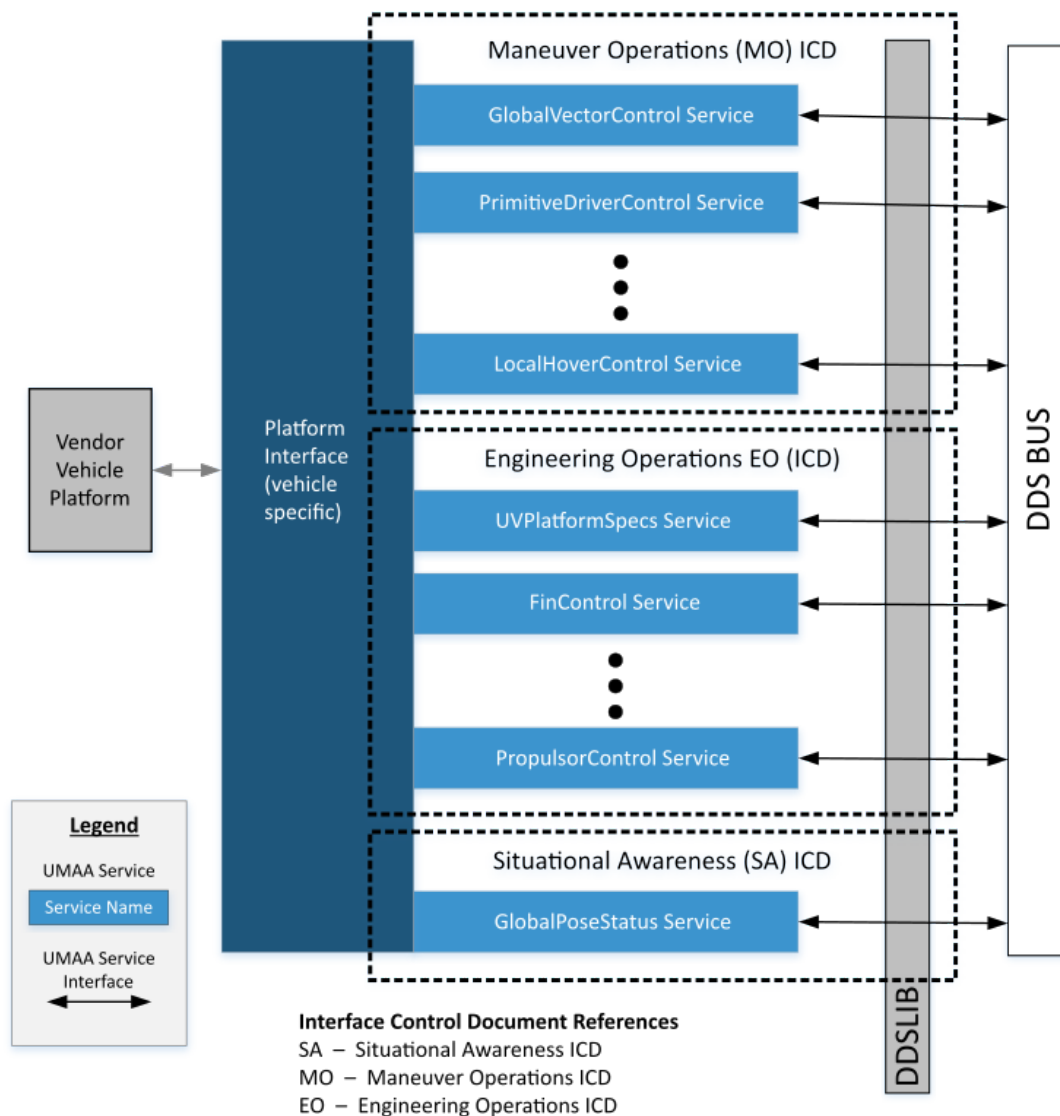 Maneuver Operations (MO) ICD
GlobalVectorControl Service
PrimitiveDriverControl Service
LocalHoverControl Service
Vendor
Vehicle
Platform
Platform
Interface
(vehicle
specific)
Engineering Operations EO (ICD)
UVPlatformSpecs Service
FinControl Service
PropulsorControl Service
Situational Awareness (SA) ICD
GlobalPoseStatus Service
DDSLIB
DDS BUS
Legend
UMAA Service
Service Name
UMAA Service
Interface
Interface Control Document References
SA – Situational Awareness ICD
MO – Maneuver Operations ICD
EO – Engineering Operations ICD